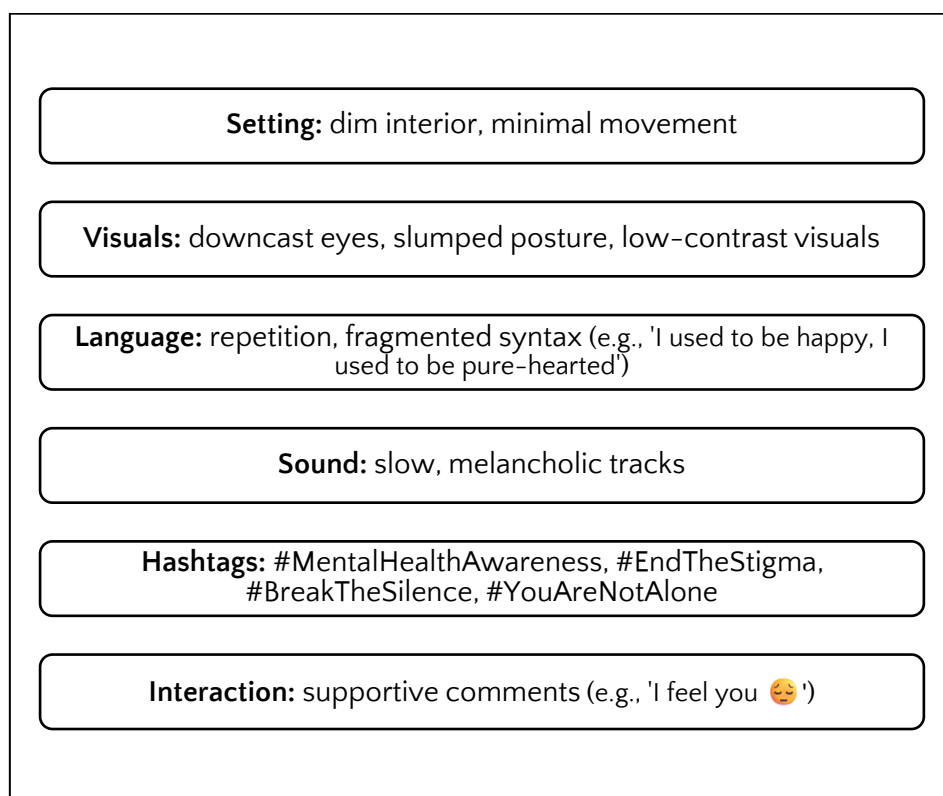 Setting: dim interior, minimal movement
Visuals: downcast eyes, slumped posture, low-contrast visuals
Language: repetition, fragmented syntax (e.g., 'I used to be happy, I
used to be pure-hearted')
Sound: slow, melancholic tracks
Hashtags: #MentalHealthAwareness, #EndTheStigma,
#BreakTheSilence, #YouAreNotAlone
Interaction: supportive comments (e.g., 'I feel you 😔')